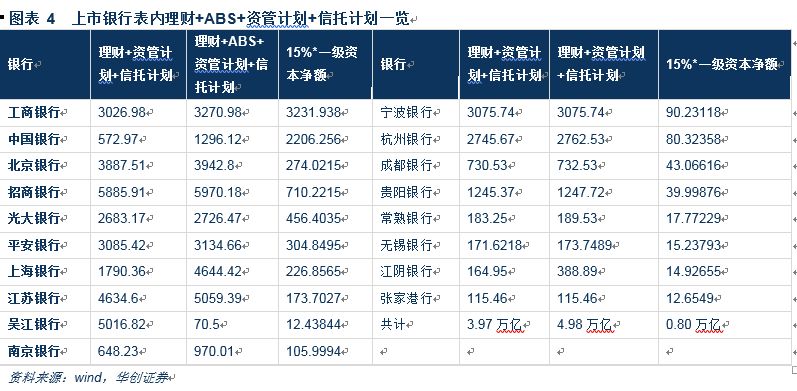 图表 4 上市银行表内理财+ABS+资管计划+信托计划一览
银行 理财+资管计划+信托计划 理财+ABS+资管计划+信托计划 15%*一级资本净额 银行 理财+资管计划+信托计划 理财+资管计划+信托计划 15%*一级资本净额
工商银行 3026.98 3270.98 3231.938 宁波银行 3075.74 3075.74 90.23118
中国银行 572.97 1296.12 2206.256 杭州银行 2745.67 2762.53 80.32358
北京银行 3887.51 3942.8 274.0215 成都银行 730.53 732.53 43.06616
招商银行 5885.91 5970.18 710.2215 贵阳银行 1245.37 1247.72 39.99876
光大银行 2683.17 2726.47 456.4035 常熟银行 183.25 189.53 17.77229
平安银行 3085.42 3134.66 304.8495 无锡银行 171.6218 173.7489 15.23793
上海银行 1790.36 4644.42 226.8565 江阴银行 164.95 388.89 14.92655
江苏银行 4634.6 5059.39 173.7027 张家港行 115.46 115.46 12.6549
吴江银行 5016.82 70.5 12.43844 共计 3.97 万亿 4.98 万亿 0.80 万亿
南京银行 648.23 970.01 105.9994
资料来源：wind，华创证券